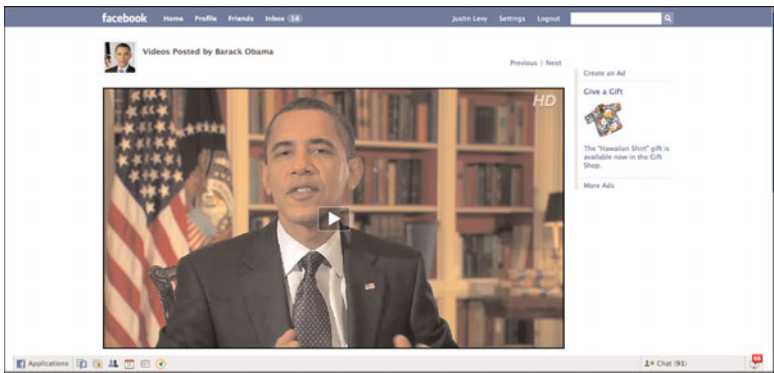 facebook Home Profile Friends Inbox 14 Justin Levy Settings Logout
Videos Posted by Barack Obama
Previous | Next
Create an Ad
Give a Gift
The "Hawaiian Shirt" gift is
available now in the Gift
Shop.
More Ads
HD
Applications
Chat (91)